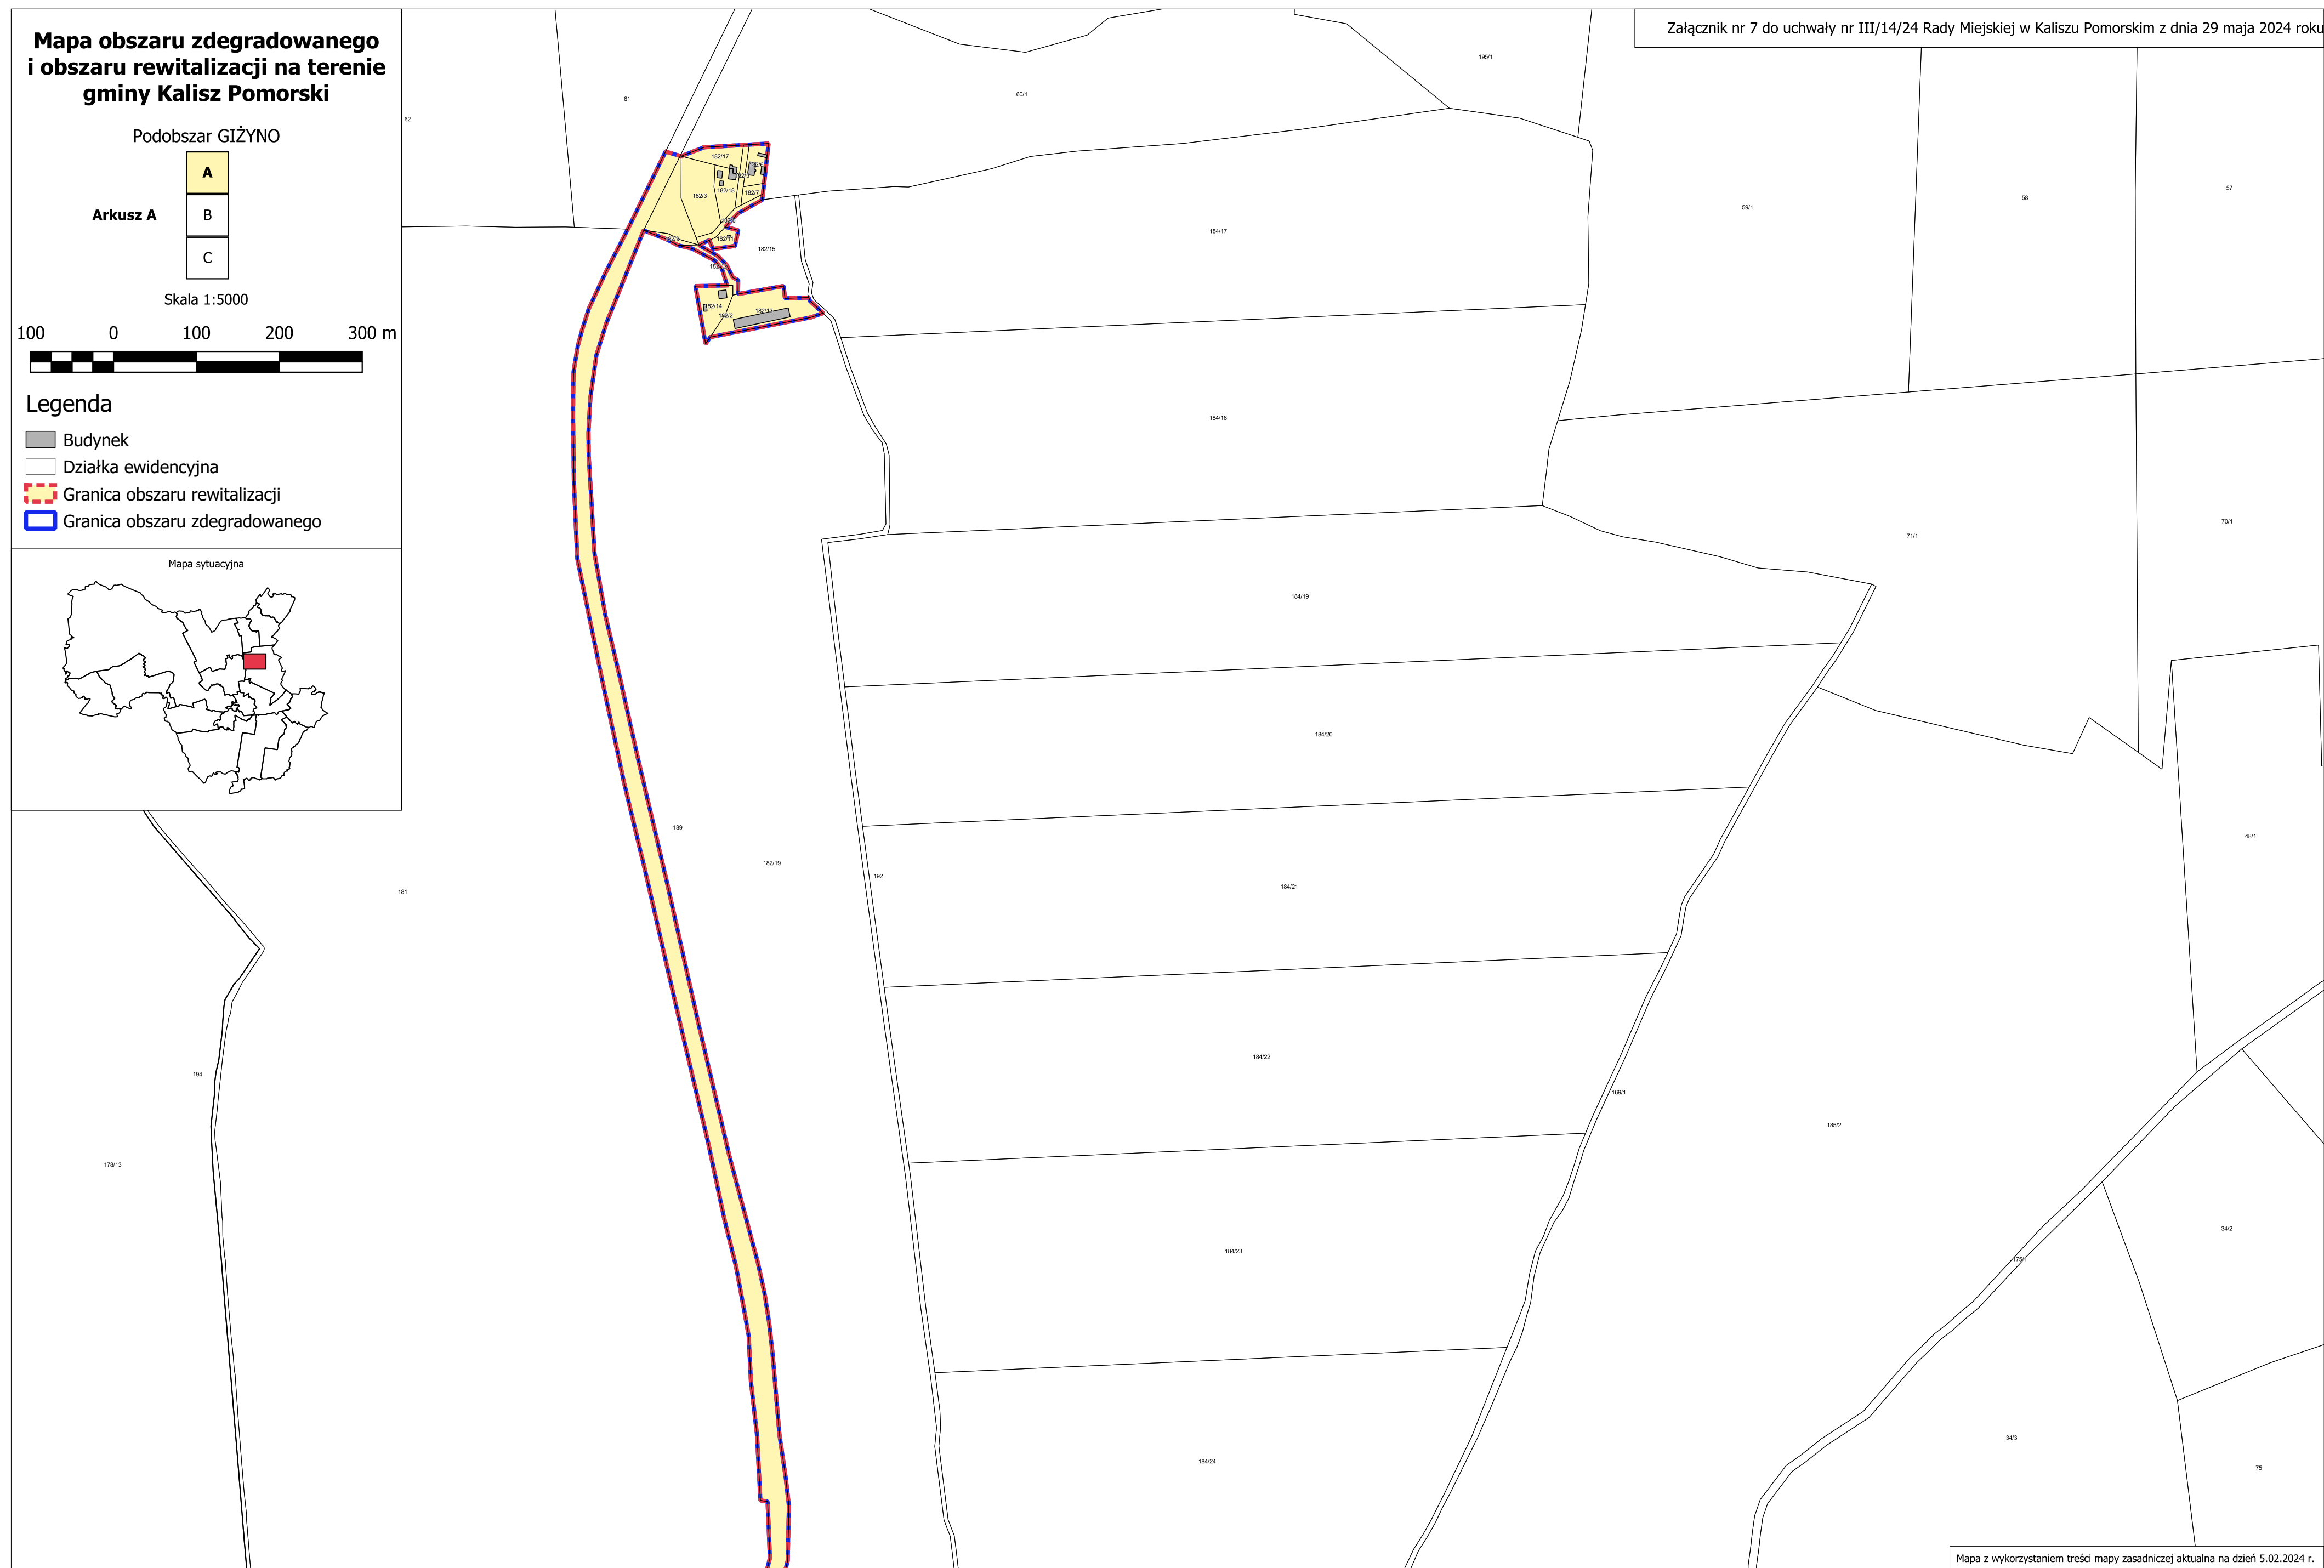 Mapa obszaru zdegradowanego
i obszaru rewitalizacji na terenie
gminy Kalisz Pomorski
Podobszar GIŻYNO
A
Arkusz A
B
C
Skala 1:5000
100 0 100 200 300 m
Legenda
Budynek
Działka ewidencyjna
Granica obszaru rewitalizacji
Granica obszaru zdegradowanego
Mapa sytuacyjna
Załącznik nr 7 do uchwały nr III/14/24 Rady Miejskiej w Kaliszu Pomorskim z dnia 29 maja 2024 roku
195/1
60/1
61
62
182/17
182/3
182/18
182/7
57
58
59/1
184/17
182/15
182/11
182/14
182/2
184/18
70/1
71/1
184/19
184/20
189
48/1
182/19
192
184/21
181
184/22
194
169/1
185/2
178/13
34/2
184/23
175/1
34/3
184/24
75
Mapa z wykorzystaniem treści mapy zasadniczej aktualna na dzień 5.02.2024 r.